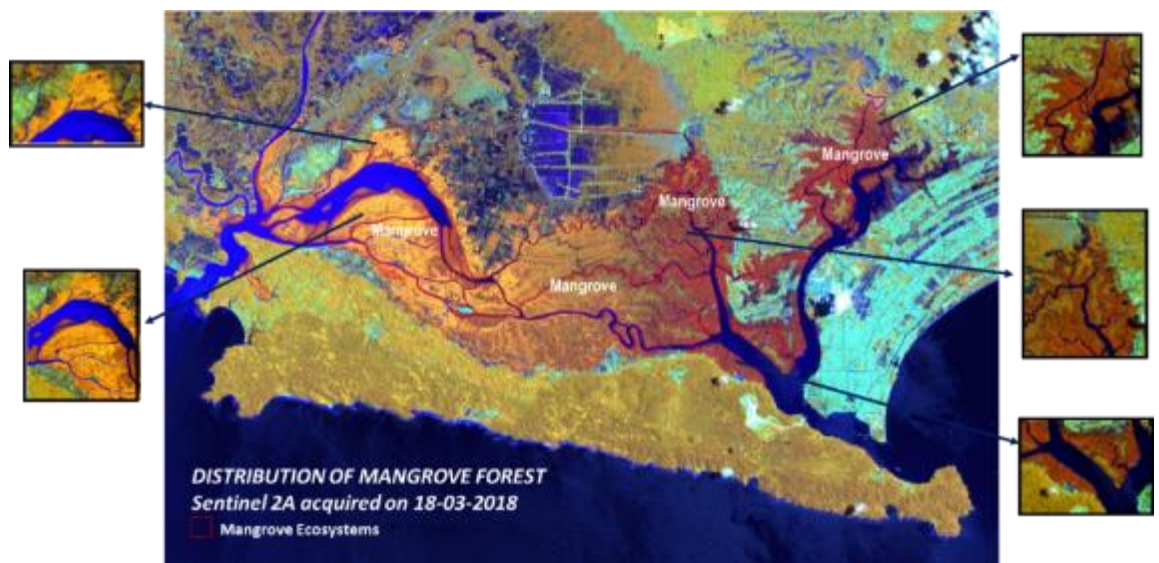 Mangrove
Mangrove
Mangrove
Mangrove
DISTRIBUTION OF MANGROVE FOREST
Sentinel 2A acquired on 18-03-2018
Mangrove Ecosystems